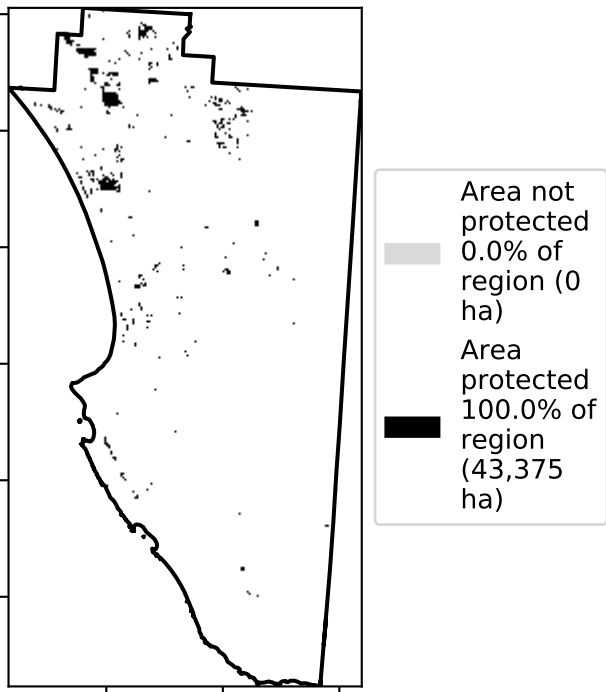 Area not
protected
0.0% of
region (0
ha)
Area
protected
100.0% of
region
(43,375
ha)